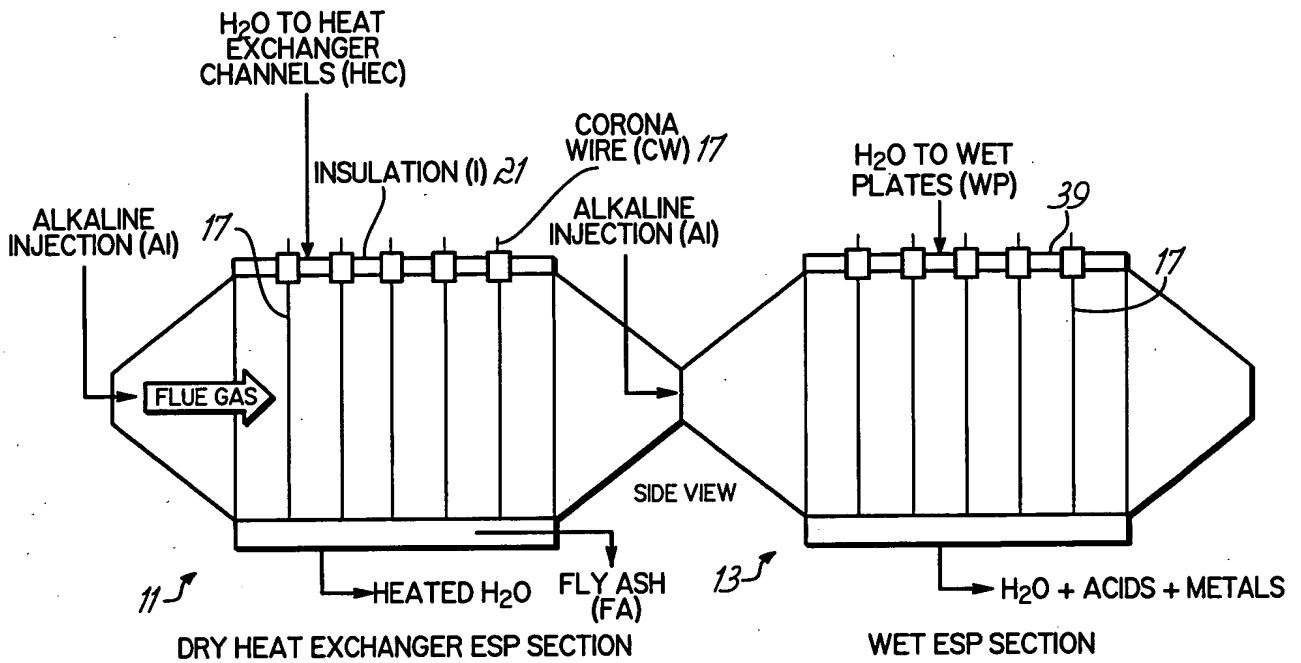 H2O TO HEAT
EXCHANGER
CHANNELS (HEC)
CORONA
WIRE (CW) 17
INSULATION (I) 21
H2O TO WET
PLATES (WP)
39
ALKALINE
INJECTION (AI)
17
ALKALINE
INJECTION (AI)
17
FLUE GAS
SIDE VIEW
11
HEATED H2O
FLY ASH
(FA)
13
H2O + ACIDS + METALS
DRY HEAT EXCHANGER ESP SECTION
WET ESP SECTION